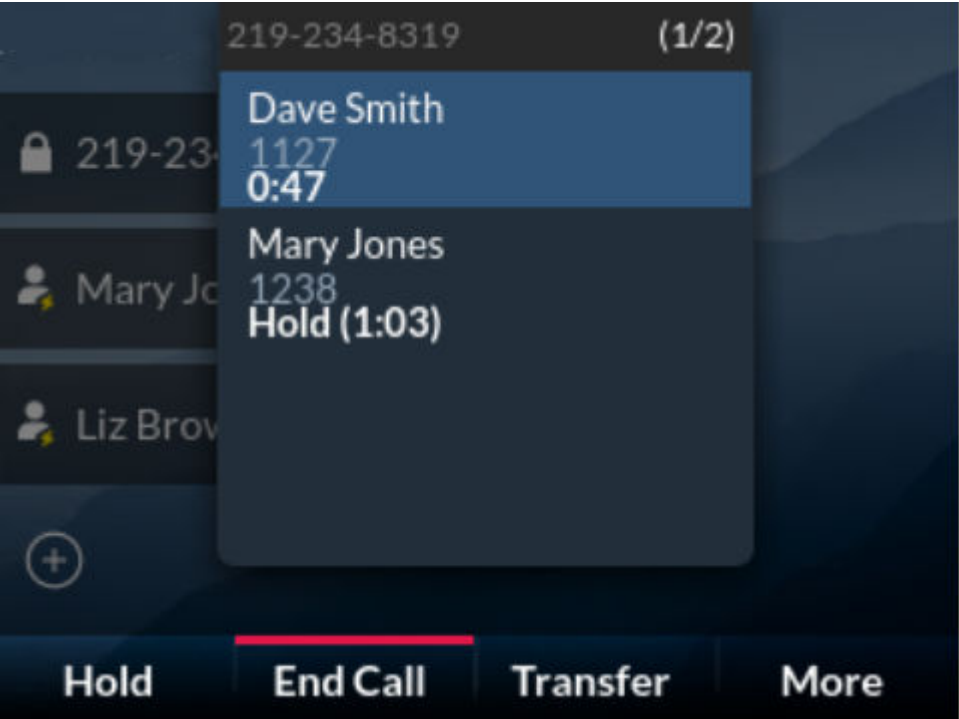 219-234-8319 (1/2)
Dave Smith
1127
0:47
219-23
Mary Jones
1238
Hold (1:03)
Mary Jo
Liz Brow
Hold End Call Transfer More